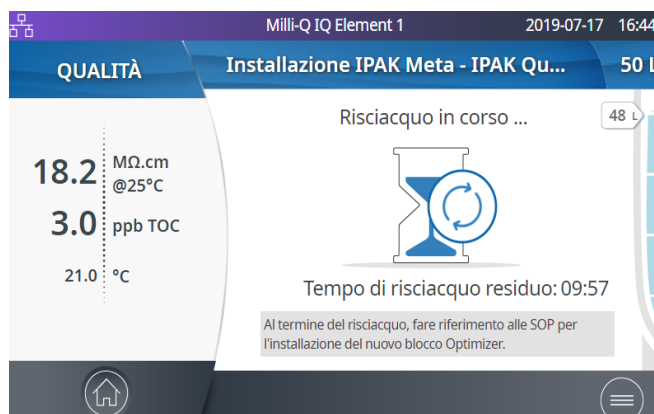 Milli-Q IQ Element 1 2019-07-17 16:44
QUALITÀ
Installazione IPAK Meta - IPAK Qu...
50 L
Risciacquo in corso ...
48 L
18.2 MΩ.cm
@25°C
3.0 ppb TOC
21.0 °C
Tempo di risciacquo residuo: 09:57
Al termine del risciacquo, fare riferimento alle SOP per
l'installazione del nuovo blocco Optimizer.